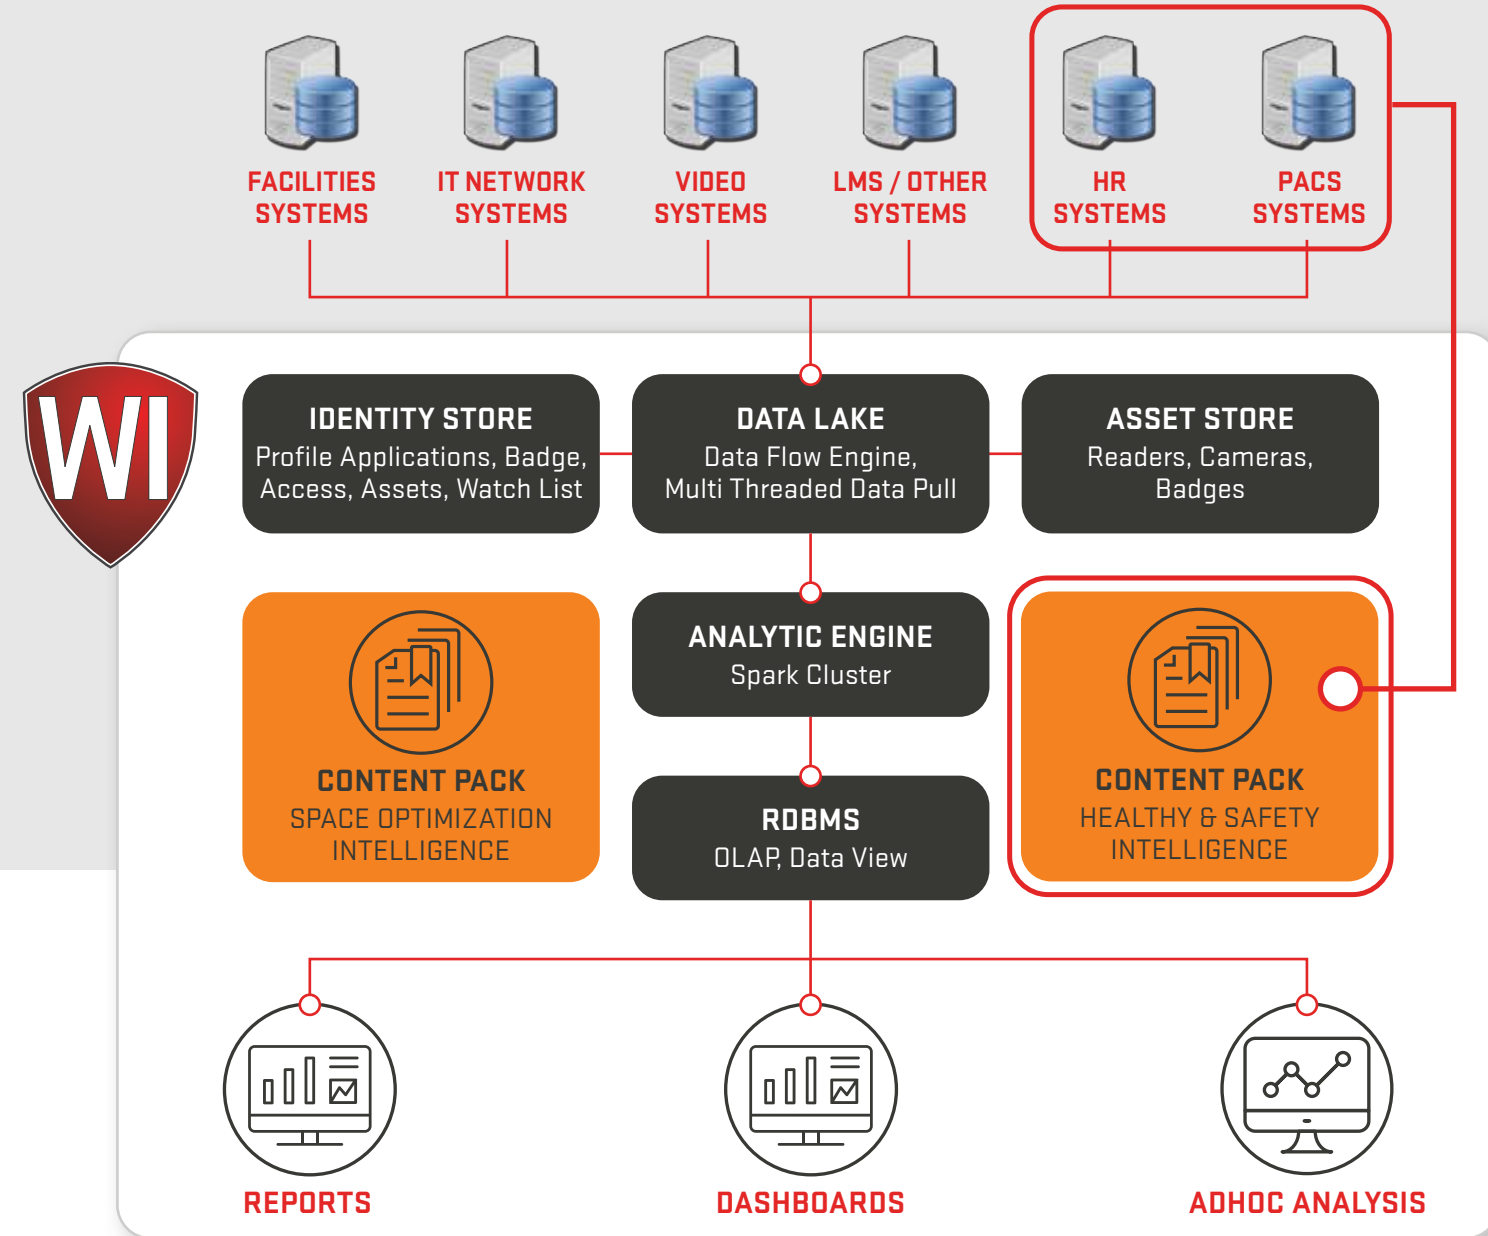 FACILITIES
SYSTEMS
IT NETWORK
SYSTEMS
VIDEO
SYSTEMS
LMS / OTHER
SYSTEMS
HR
SYSTEMS
PACS
SYSTEMS
WI
IDENTITY STORE
Profile Applications, Badge,
Access, Assets, Watch List
DATA LAKE
Data Flow Engine,
Multi Threaded Data Pull
ASSET STORE
Readers, Cameras,
Badges
CONTENT PACK
SPACE OPTIMIZATION
INTELLIGENCE
ANALYTIC ENGINE
Spark Cluster
RDBMS
OLAP, Data View
CONTENT PACK
HEALTHY & SAFETY
INTELLIGENCE
REPORTS
DASHBOARDS
ADHOC ANALYSIS